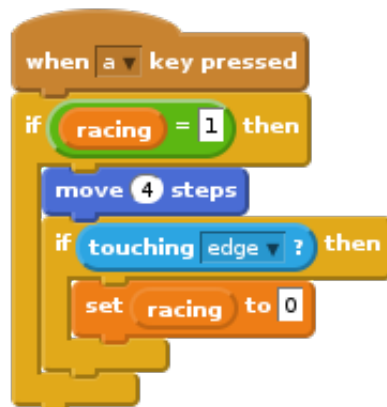 when a key pressed
if racing = 1 then
move 4 steps
if touching edge ? then
set racing to 0